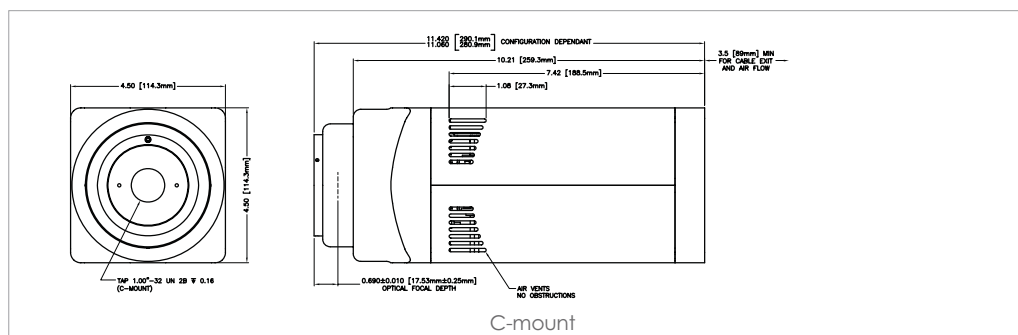 11.420 [290.1mm]
11.060 [280.9mm] CONFIGURATION DEPENDANT
3.5 [89mm] MIN
FOR CABLE EXIT
AND AIR FLOW
10.21 [259.3mm]
7.42 [188.5mm]
1.08 [27.3mm]
4.50 [114.3mm]
4.50 [114.3mm]
TAP 1.00"-32 UN 2B ↧ 0.16
(C-MOUNT)
0.690±0.010 [17.53mm±0.25mm]
OPTICAL FOCAL DEPTH
AIR VENTS
NO OBSTRUCTIONS
C-mount